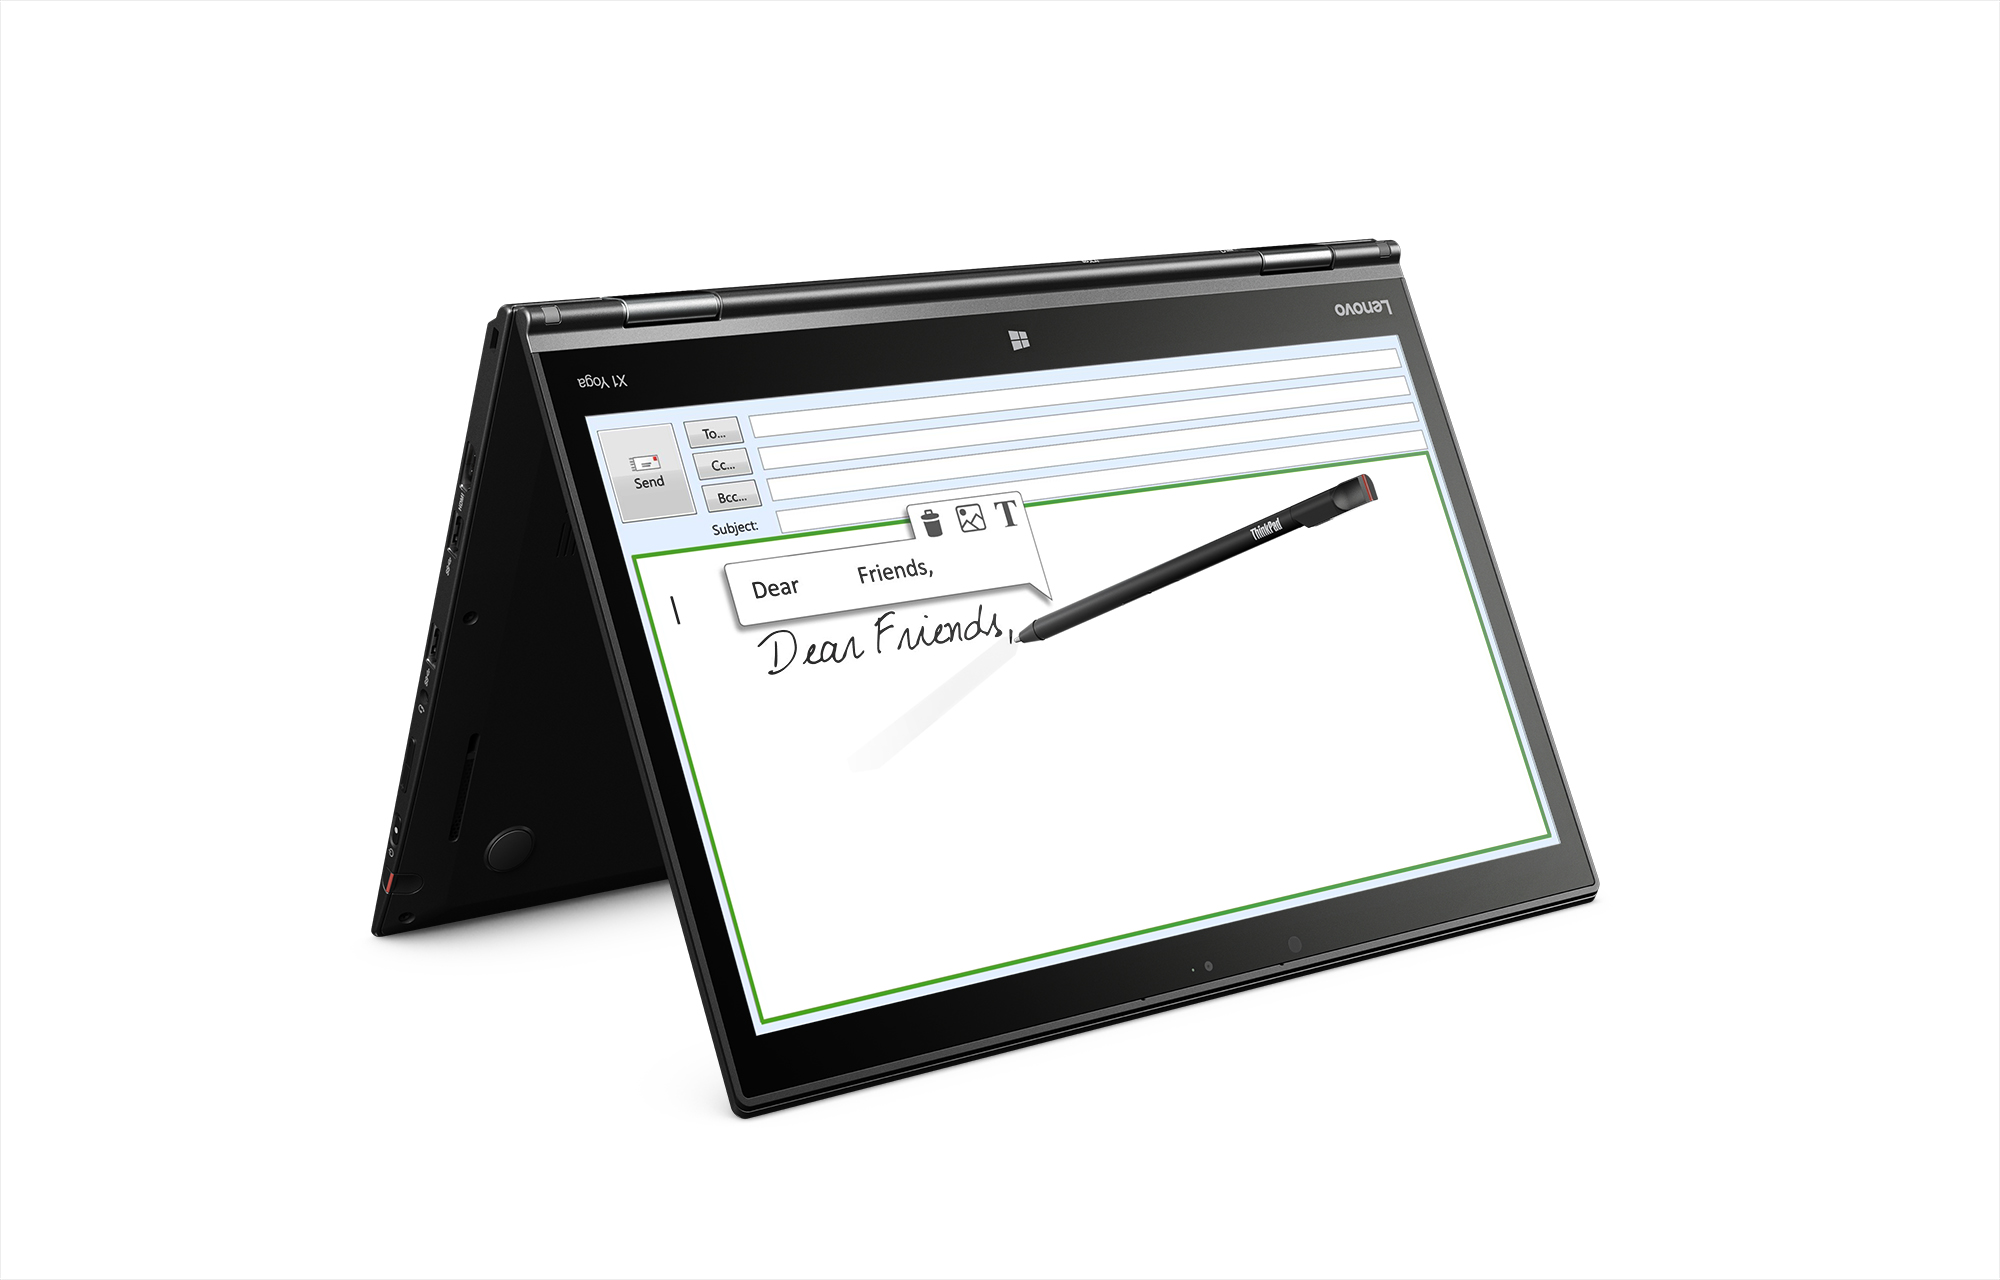 Lenovo
X1 Yoga
To...
Cc...
Send
Bcc...
Subject:
T
ThinkPad
Dear Friends,
Dear Friends,